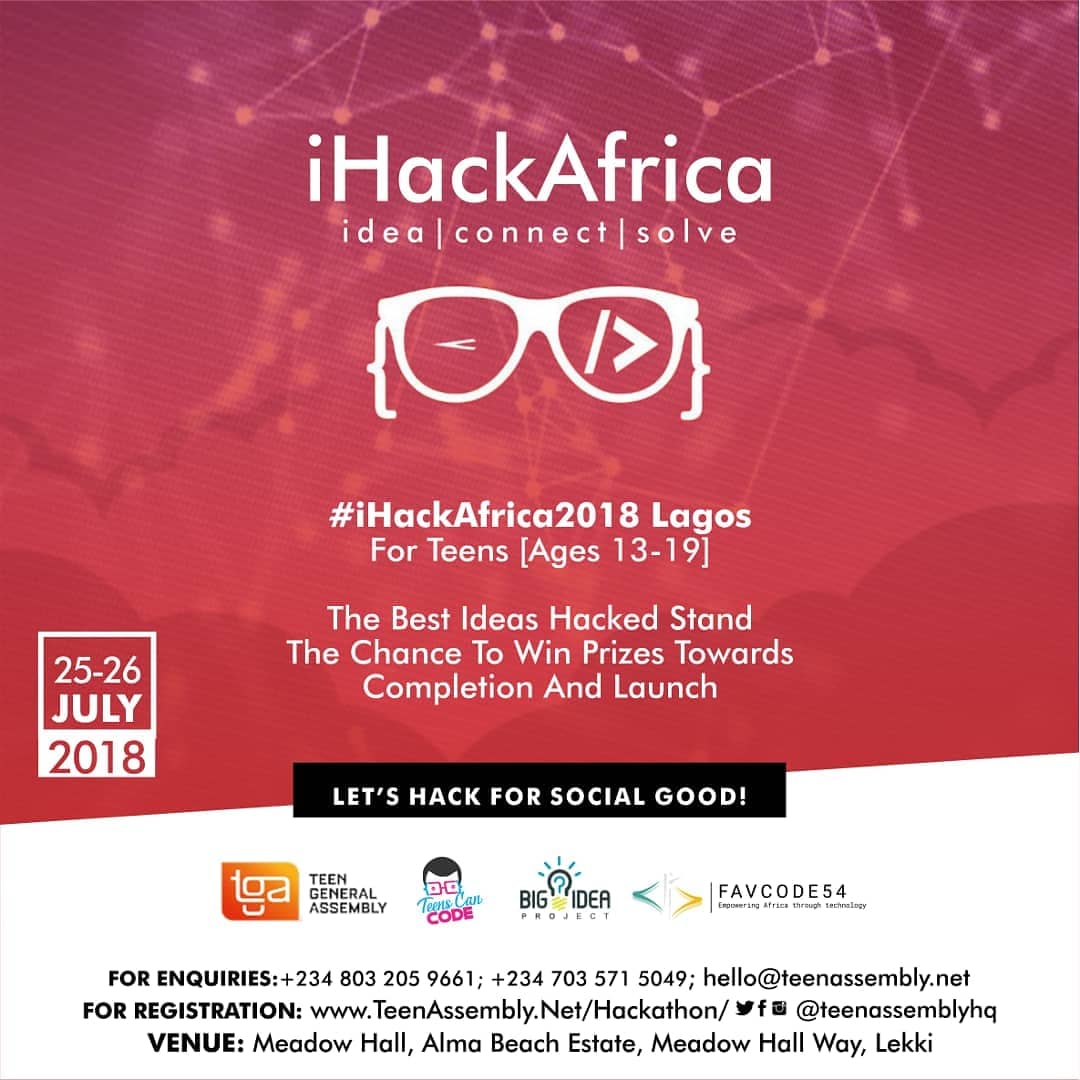 iHackAfrica
idea|connect|solve
</>
#iHackAfrica2018 Lagos
For Teens [Ages 13-19]
The Best Ideas Hacked Stand
The Chance To Win Prizes Towards
Completion And Launch
25-26
JULY
2018
LET'S HACK FOR SOCIAL GOOD!
tga
TEEN
GENERAL
ASSEMBLY
Teens Can
CODE
BIG IDEA
PROJECT
FAVCODE54
Empowering Africa through technology
FOR ENQUIRIES:+234 803 205 9661; +234 703 571 5049; hello@teenassembly.net
FOR REGISTRATION: www.TeenAssembly.Net/Hackathon/ @teenassemblyhq
VENUE: Meadow Hall, Alma Beach Estate, Meadow Hall Way, Lekki